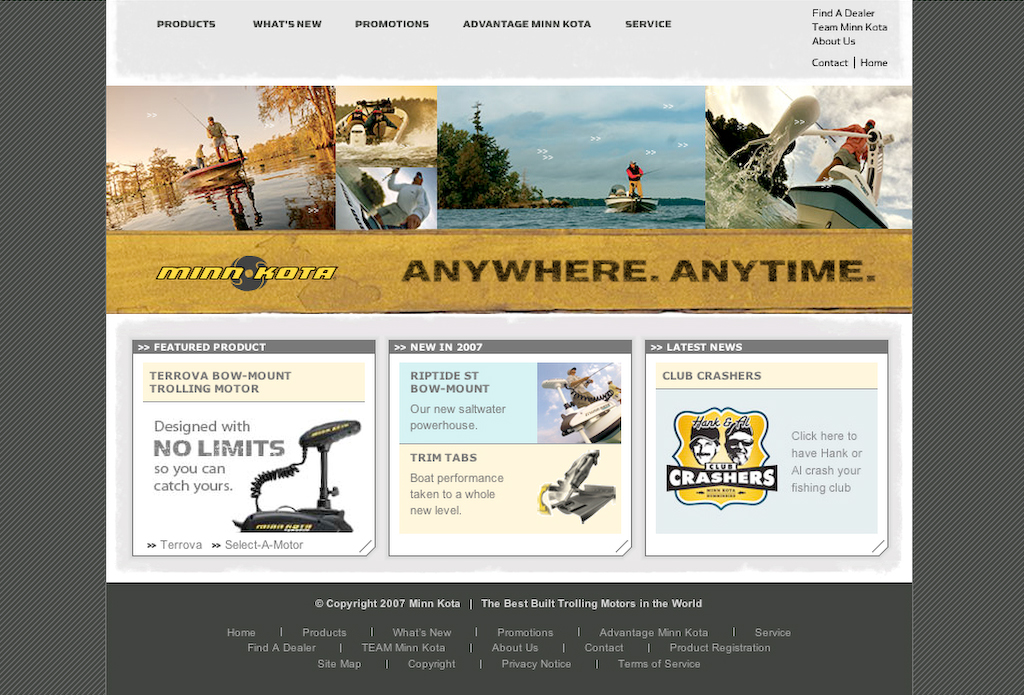 PRODUCTS WHAT'S NEW PROMOTIONS ADVANTAGE MINN KOTA SERVICE
Find A Dealer
Team Minn Kota
About Us
Contact | Home
>>
>>
>>
>>
>>
>>
>>
>>
>>
>>
>>
MINN KOTA
ANYWHERE. ANYTIME.
>> FEATURED PRODUCT
TERROVA BOW-MOUNT
TROLLING MOTOR
Designed with
NO LIMITS
so you can
catch yours.
MINN KOTA
>> Terrova >> Select-A-Motor
>> NEW IN 2007
RIPTIDE ST
BOW-MOUNT
Our new saltwater
powerhouse.
TRIM TABS
Boat performance
taken to a whole
new level.
>> LATEST NEWS
CLUB CRASHERS
Hank & Al
CLUB
CRASHERS
MINN KOTA
HUMMINBIRD
Click here to
have Hank or
Al crash your
fishing club
© Copyright 2007 Minn Kota | The Best Built Trolling Motors in the World
Home | Products | What's New | Promotions | Advantage Minn Kota | Service
Find A Dealer | TEAM Minn Kota | About Us | Contact | Product Registration
Site Map | Copyright | Privacy Notice | Terms of Service